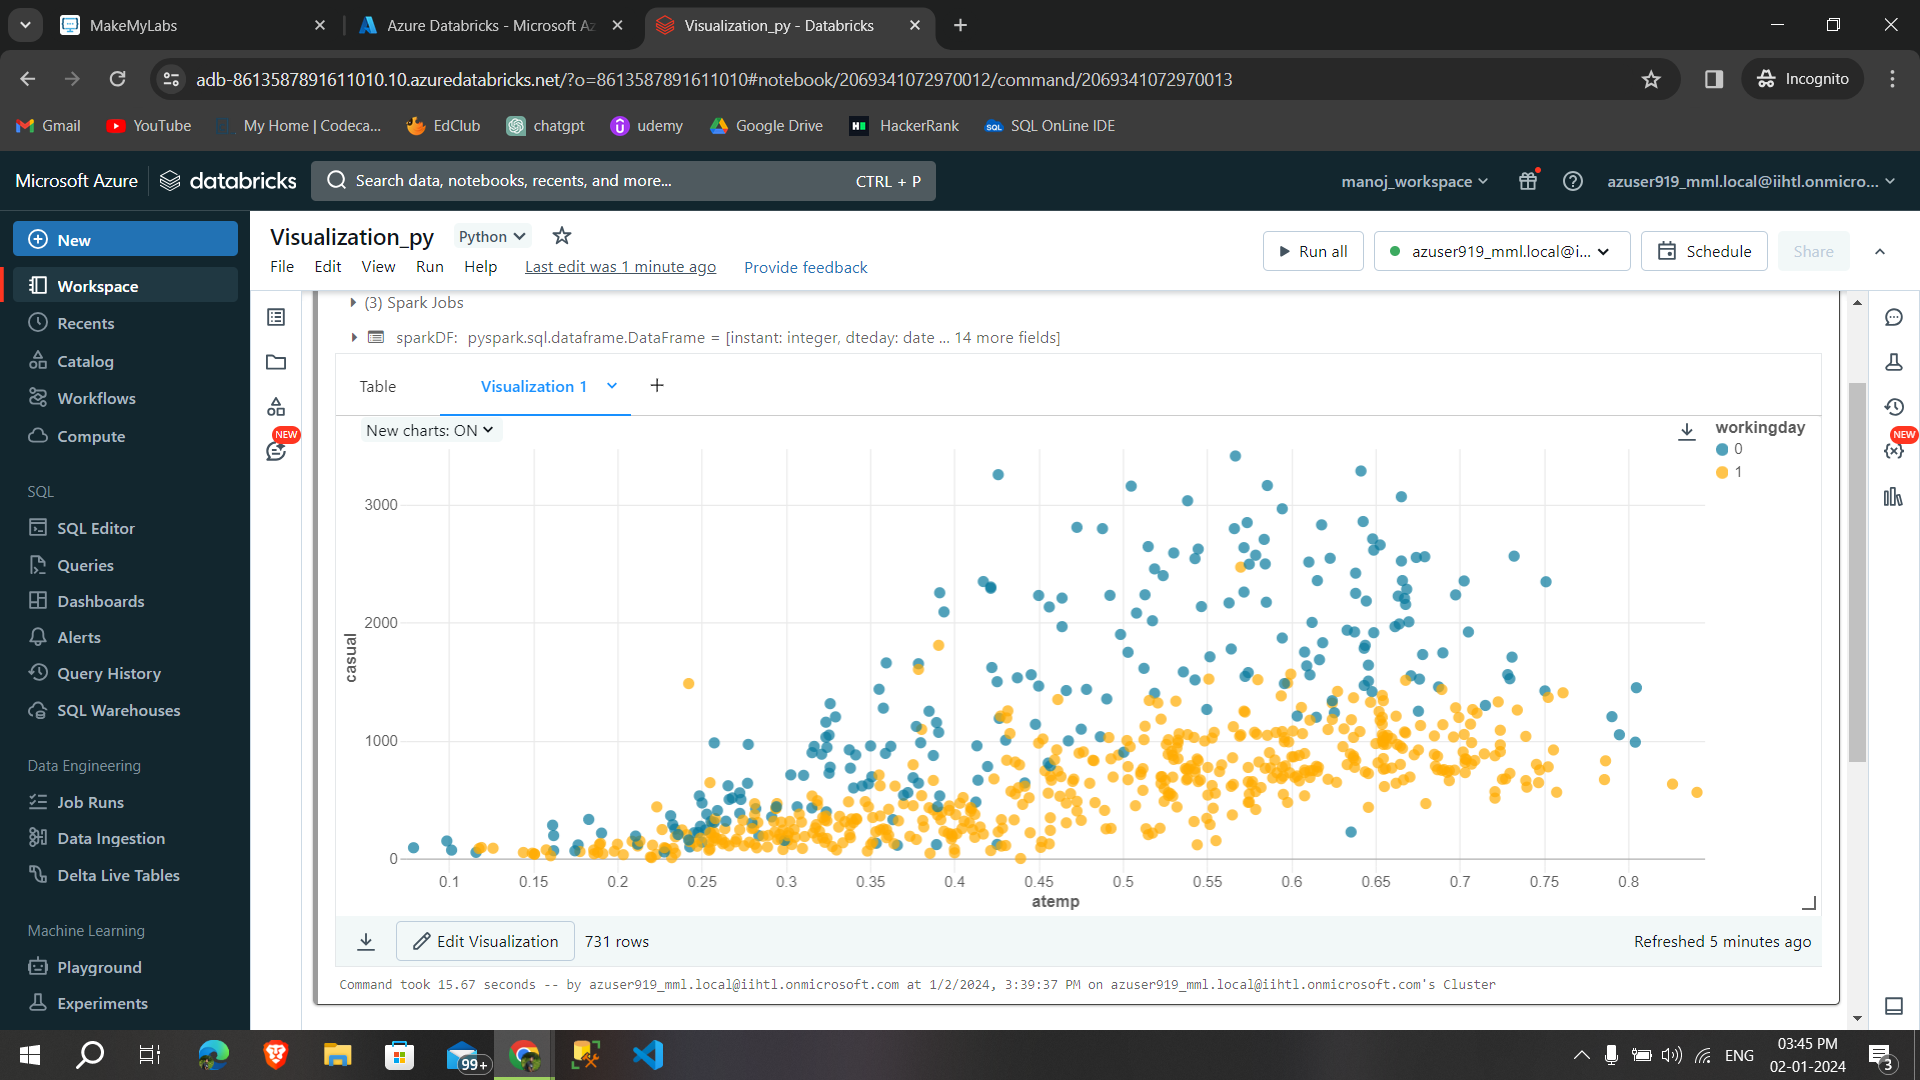 MakeMyLabs
Azure Databricks - Microsoft Az
Visualization_py - Databricks
adb-8613587891611010.10.azuredatabricks.net/?o=8613587891611010#notebook/2069341072970012/command/2069341072970013
Incognito
Gmail
YouTube
My Home | Codeca...
EdClub
chatgpt
udemy
Google Drive
HackerRank
SQL OnLine IDE
Microsoft Azure
databricks
Search data, notebooks, recents, and more...
CTRL + P
manoj_workspace
azuser919_mml.local@iihtl.onmicro...
New
Workspace
Recents
Catalog
Workflows
Compute
SQL
SQL Editor
Queries
Dashboards
Alerts
Query History
SQL Warehouses
Data Engineering
Job Runs
Data Ingestion
Delta Live Tables
Machine Learning
Playground
Experiments
Visualization_py
Python
File Edit View Run Help
Last edit was 1 minute ago
Provide feedback
Run all
azuser919_mml.local@i...
Schedule
Share
NEW
NEW
(3) Spark Jobs
sparkDF: pyspark.sql.dataframe.DataFrame = [instant: integer, dteday: date ... 14 more fields]
Table
Visualization 1
New charts: ON
workingday
0
1
3000
2000
1000
0
casual
0.1 0.15 0.2 0.25 0.3 0.35 0.4 0.45 0.5 0.55 0.6 0.65 0.7 0.75 0.8
atemp
Edit Visualization
731 rows
Refreshed 5 minutes ago
Command took 15.67 seconds -- by azuser919_mml.local@iihtl.onmicrosoft.com at 1/2/2024, 3:39:37 PM on azuser919_mml.local@iihtl.onmicrosoft.com's Cluster
99+
ENG
03:45 PM
02-01-2024
3